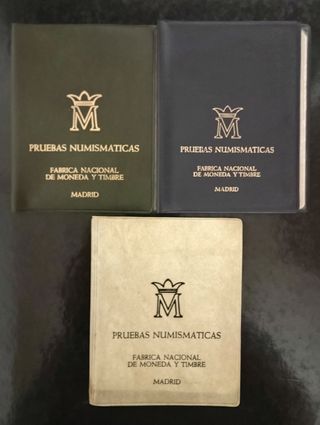 M
PRUEBAS NUMISMATICAS
FABRICA NACIONAL
DE MONEDA Y TIMBRE
MADRID
M
PRUEBAS NUMISMATICAS
FABRICA NACIONAL
DE MONEDA Y TIMBRE
MADRID
M
PRUEBAS NUMISMATICAS
FABRICA NACIONAL
DE MONEDA Y TIMBRE
MADRID